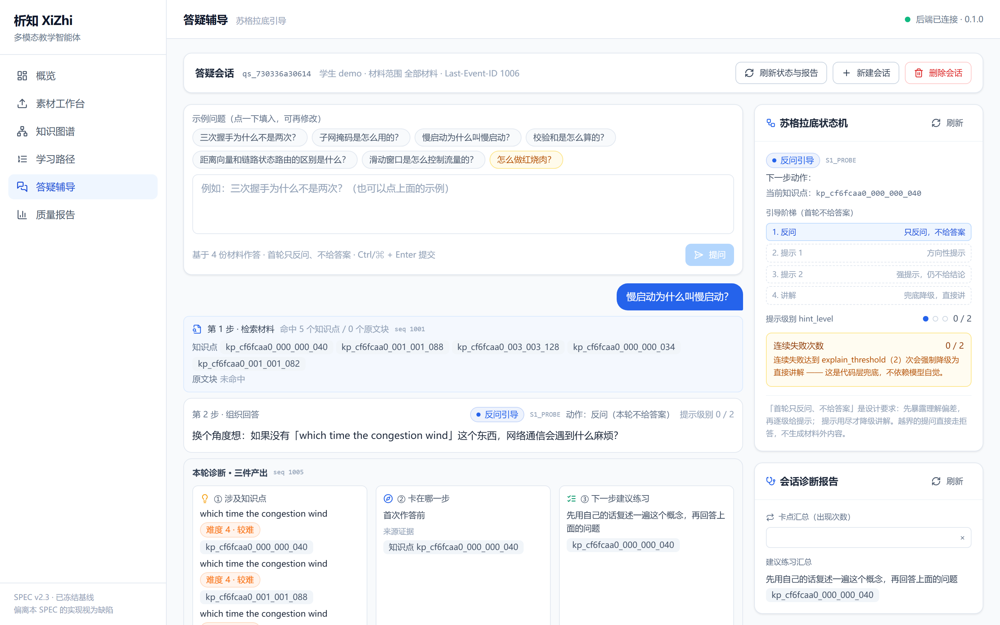 析知 XiZhi
多模态教学智能体
概览
素材工作台
知识图谱
学习路径
答疑辅导
质量报告
SPEC v2.3 · 已冻结基线
偏离本 SPEC 的实现视为缺陷
答疑辅导 苏格拉底引导
后端已连接 · 0.1.0
答疑会话 qs_730336a30614 学生 demo · 材料范围 全部材料 · Last-Event-ID 1006
刷新状态与报告
新建会话
删除会话
示例问题（点一下填入，可再修改）
三次握手为什么不是两次？ 子网掩码是怎么用的？ 慢启动为什么叫慢启动？ 校验和是怎么算的？
距离向量和链路状态路由的区别是什么？ 滑动窗口是怎么控制流量的？ 怎么做红烧肉？
例如：三次握手为什么不是两次？（也可以点上面的示例）
基于 4 份材料作答 · 首轮只反问、不给答案 · Ctrl/⌘ + Enter 提交
提问
慢启动为什么叫慢启动？
第 1 步 · 检索材料 命中 5 个知识点 / 0 个原文块 seq 1001
知识点 kp_cf6fcaa0_000_000_040 kp_cf6fcaa0_001_001_088 kp_cf6fcaa0_003_003_128 kp_cf6fcaa0_000_000_034
kp_cf6fcaa0_001_001_082
原文块 未命中
第 2 步 · 组织回答
反问引导 S1_PROBE 动作：反问（本轮不给答案） 提示级别 0 / 2
换个角度想：如果没有「which time the congestion wind」这个东西，网络通信会遇到什么麻烦？
本轮诊断 • 三件产出 seq 1005
① 涉及知识点
which time the congestion wind
难度 4 · 较难
kp_cf6fcaa0_000_000_040
which time the congestion wind
难度 4 · 较难
kp_cf6fcaa0_001_001_088
which time the congestion wind
② 卡在哪一步
首次作答前
来源证据
知识点 kp_cf6fcaa0_000_000_040
③ 下一步建议练习
先用自己的话复述一遍这个概念，再回答上
面的问题
kp_cf6fcaa0_000_000_040
苏格拉底状态机
刷新
反问引导 S1_PROBE
下一步动作：
当前知识点：kp_cf6fcaa0_000_000_040
引导阶梯（首轮不给答案）
1. 反问 只反问，不给答案
2. 提示 1 方向性提示
3. 提示 2 强提示，仍不给结论
4. 讲解 兜底降级，直接讲
提示级别 hint_level 0 / 2
连续失败次数 0 / 2
连续失败达到 explain_threshold（2）次会强制降级为
直接讲解 —— 这是代码层兜底，不依赖模型自觉。
「首轮只反问、不给答案」是设计要求：先暴露理解偏差，
再逐级给提示； 提示用尽才降级讲解。越界的提问直接走拒
答，不生成材料外内容。
会话诊断报告
刷新
卡点汇总（出现次数）
×
建议练习汇总
先用自己的话复述一遍这个概念，再回答上面的问题
kp_cf6fcaa0_000_000_040